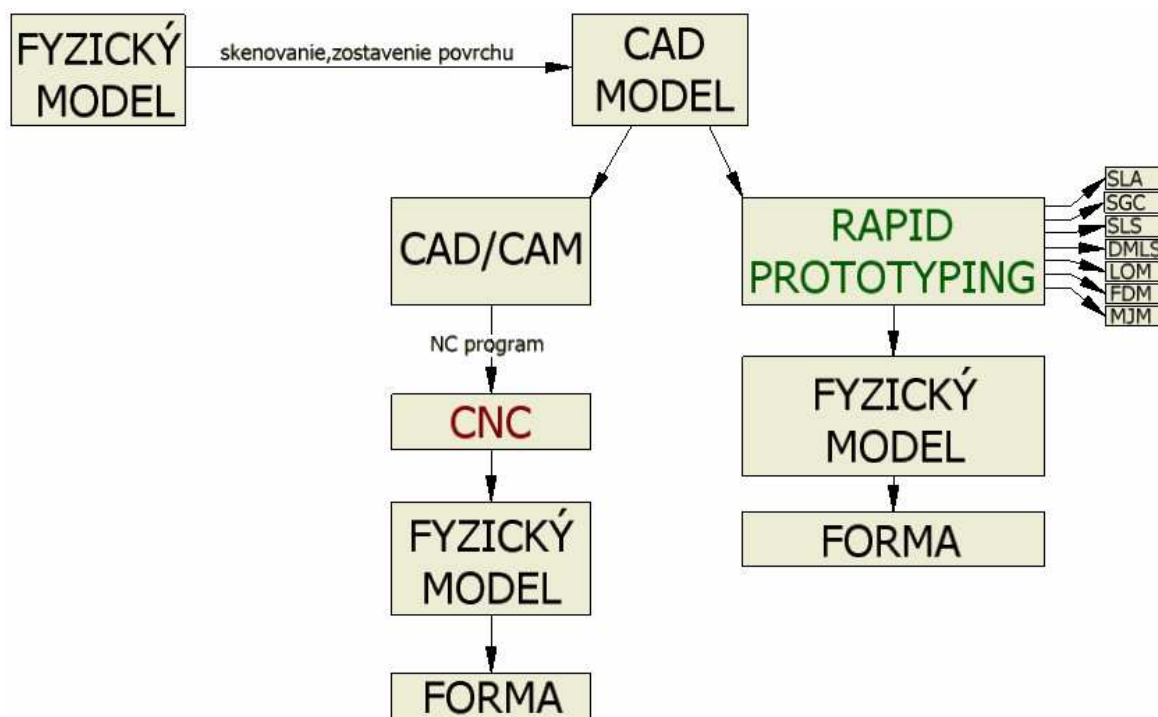 FYZICKÝ
MODEL
skenovanie,zostavenie povrchu
CAD
MODEL
CAD/CAM
NC program
CNC
FYZICKÝ
MODEL
FORMA
RAPID
PROTOTYPING
SLA
SGC
SLS
DMLS
LOM
FDM
MJM
FYZICKÝ
MODEL
FORMA